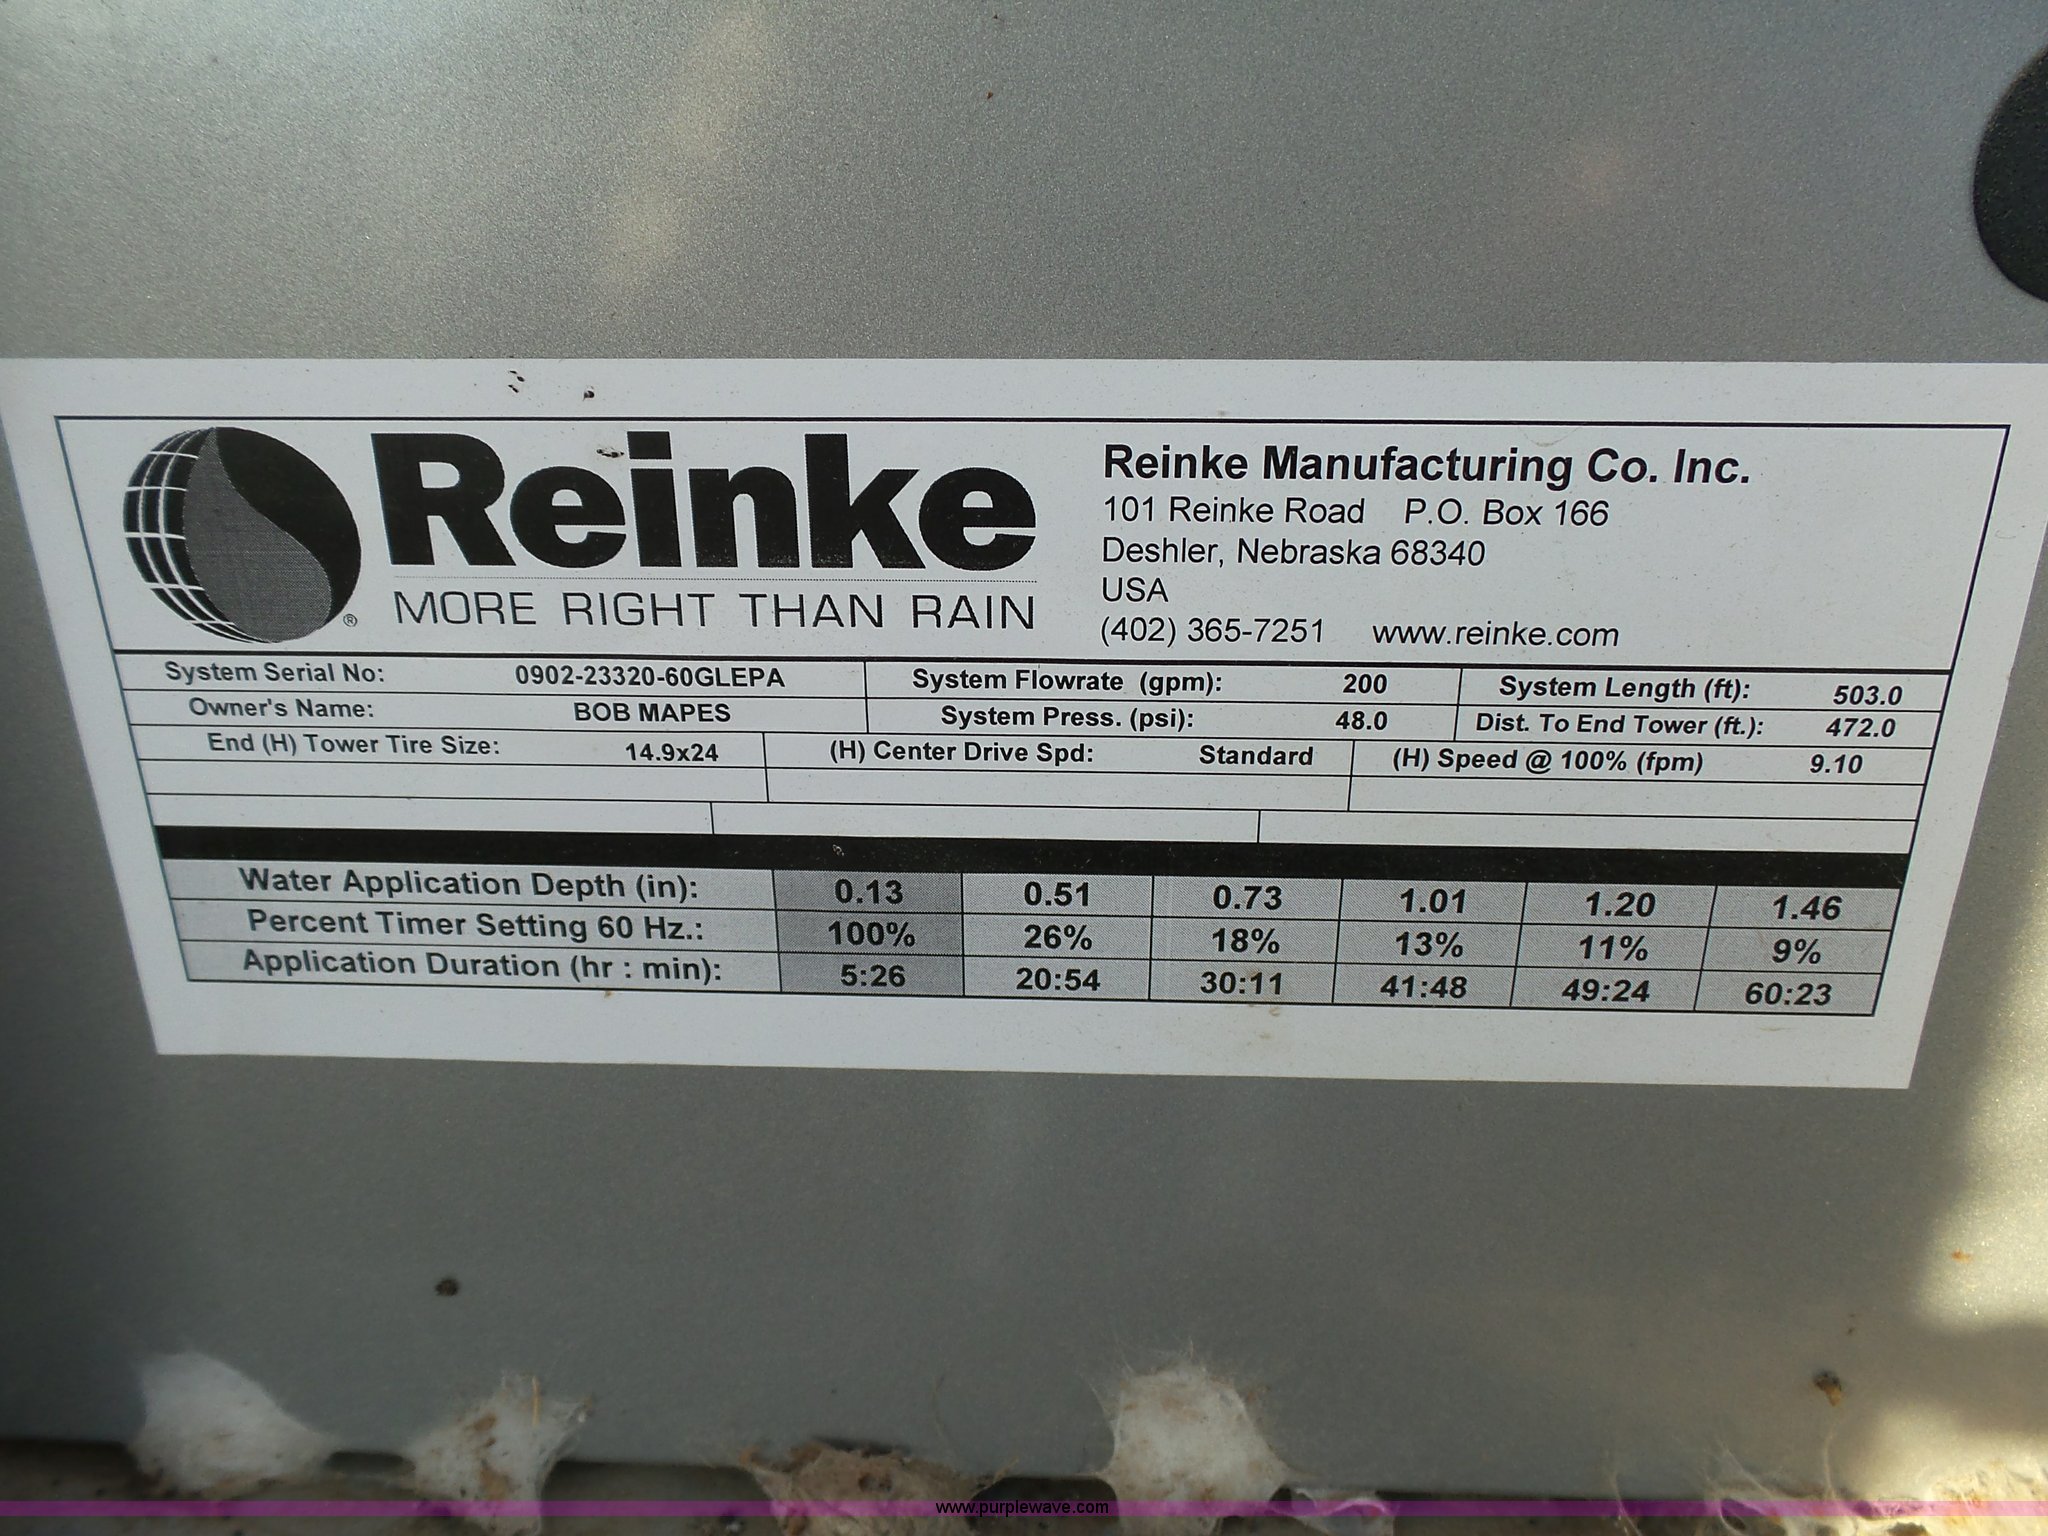 Reinke
MORE RIGHT THAN RAIN
®
Reinke Manufacturing Co. Inc.
101 Reinke Road P.O. Box 166
Deshler, Nebraska 68340
USA
(402) 365-7251 www.reinke.com
System Serial No: 0902-23320-60GLEPA System Flowrate (gpm): 200 System Length (ft): 503.0
Owner's Name: BOB MAPES System Press. (psi): 48.0 Dist. To End Tower (ft.): 472.0
End (H) Tower Tire Size: 14.9x24 (H) Center Drive Spd: Standard (H) Speed @ 100% (fpm) 9.10
Water Application Depth (in): 0.13 0.51 0.73 1.01 1.20 1.46
Percent Timer Setting 60 Hz.: 100% 26% 18% 13% 11% 9%
Application Duration (hr : min): 5:26 20:54 30:11 41:48 49:24 60:23
www.purplewave.com